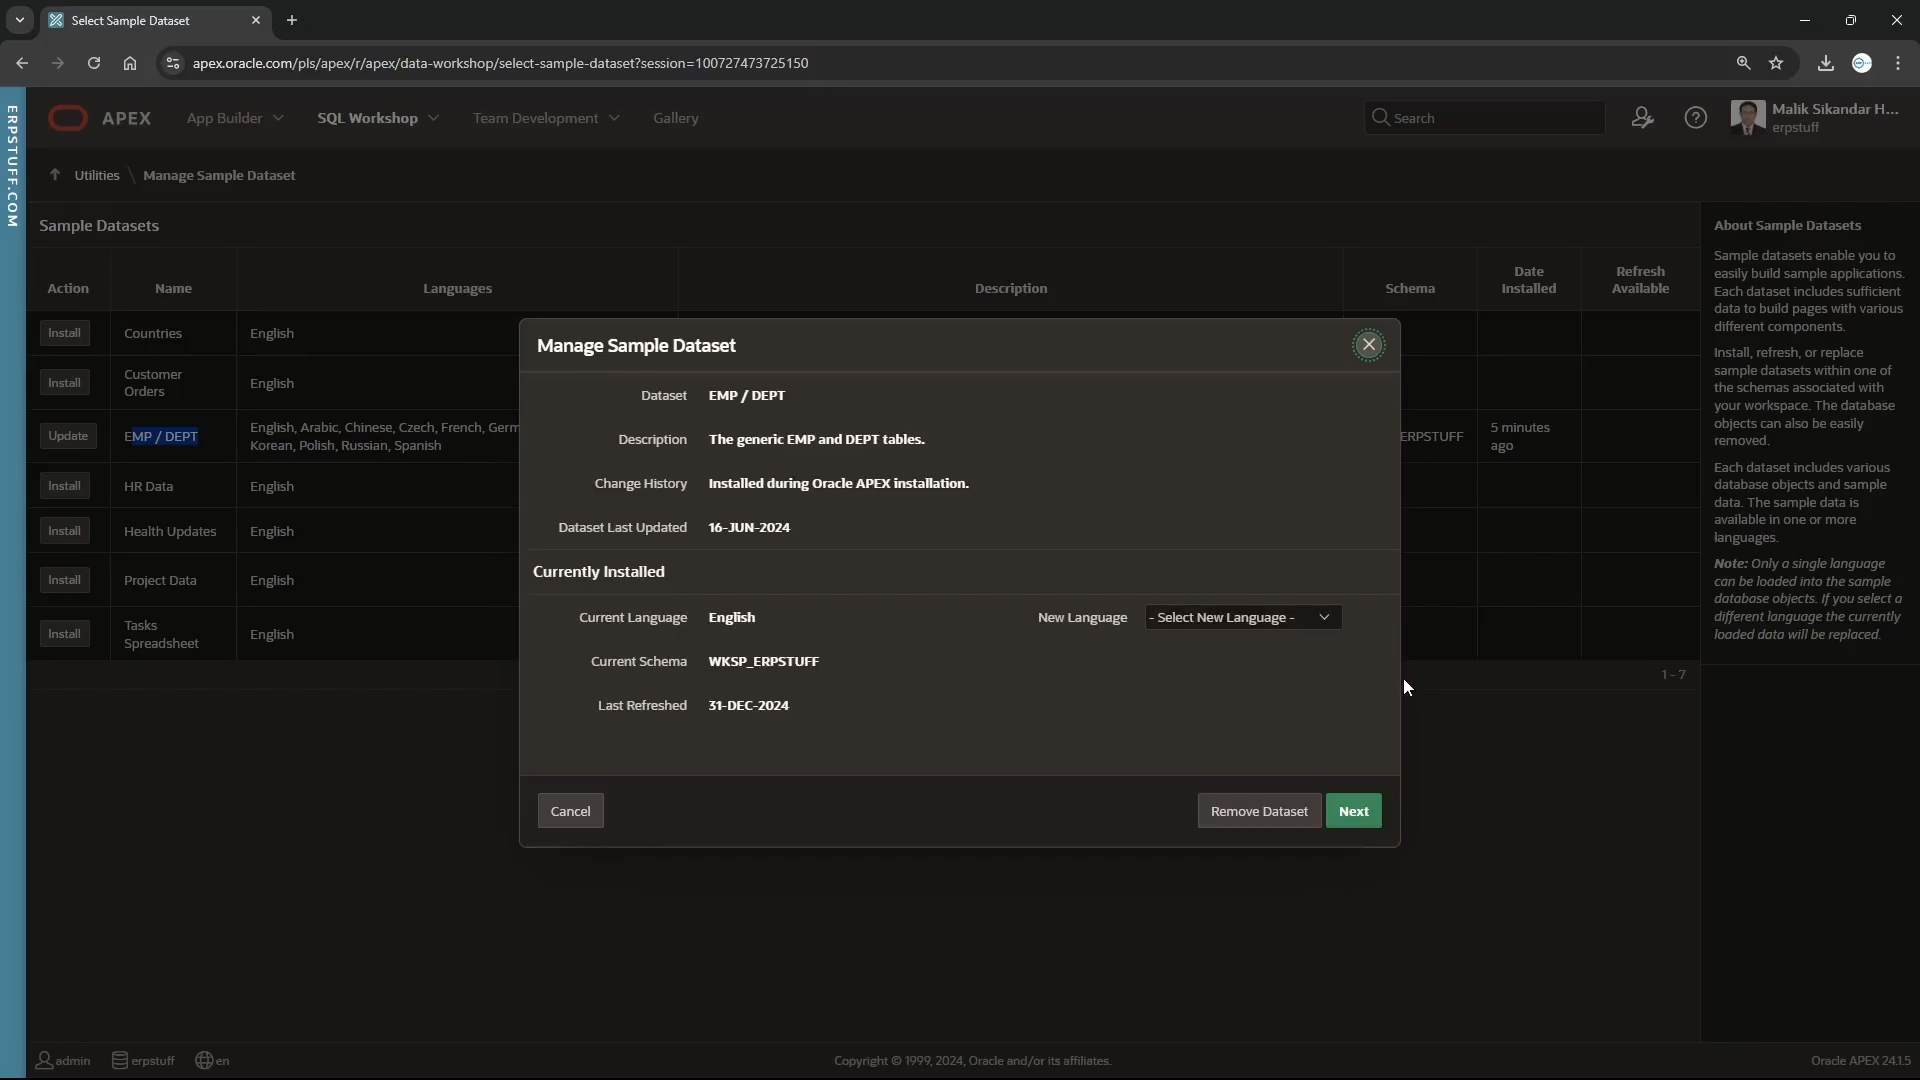 Select Sample Dataset
apex.oracle.com/pls/apex/r/apex/data-workshop/select-sample-dataset?session=100727473725150
ERPSTUFF.COM
APEX
App Builder
SQL Workshop
Team Development
Gallery
Search
Malik Sikandar H...
erpstuff
Utilities \ Manage Sample Dataset
Sample Datasets
Action
Name
Languages
Description
Schema
Date
Installed
Refresh
Available
Install
Countries
English
Install
Customer
Orders
English
Update
EMP / DEPT
English, Arabic, Chinese, Czech, French, Germ
Korean, Polish, Russian, Spanish
ERPSTUFF
5 minutes
ago
Install
HR Data
English
Install
Health Updates
English
Install
Project Data
English
Install
Tasks
Spreadsheet
English
1 - 7
Manage Sample Dataset
Dataset EMP / DEPT
Description The generic EMP and DEPT tables.
Change History Installed during Oracle APEX installation.
Dataset Last Updated 16-JUN-2024
Currently Installed
Current Language English
New Language - Select New Language -
Current Schema WKSP_ERPSTUFF
Last Refreshed 31-DEC-2024
Cancel
Remove Dataset
Next
About Sample Datasets
Sample datasets enable you to
easily build sample applications.
Each dataset includes sufficient
data to build pages with various
different components.
Install, refresh, or replace
sample datasets within one of
the schemas associated with
your workspace. The database
objects can also be easily
removed.
Each dataset includes various
database objects and sample
data. The sample data is
available in one or more
languages.
Note: Only a single language
can be loaded into the sample
database objects. If you select a
different language the currently
loaded data will be replaced.
admin
erpstuff
en
Copyright © 1999, 2024, Oracle and/or its affiliates.
Oracle APEX 24.1.5